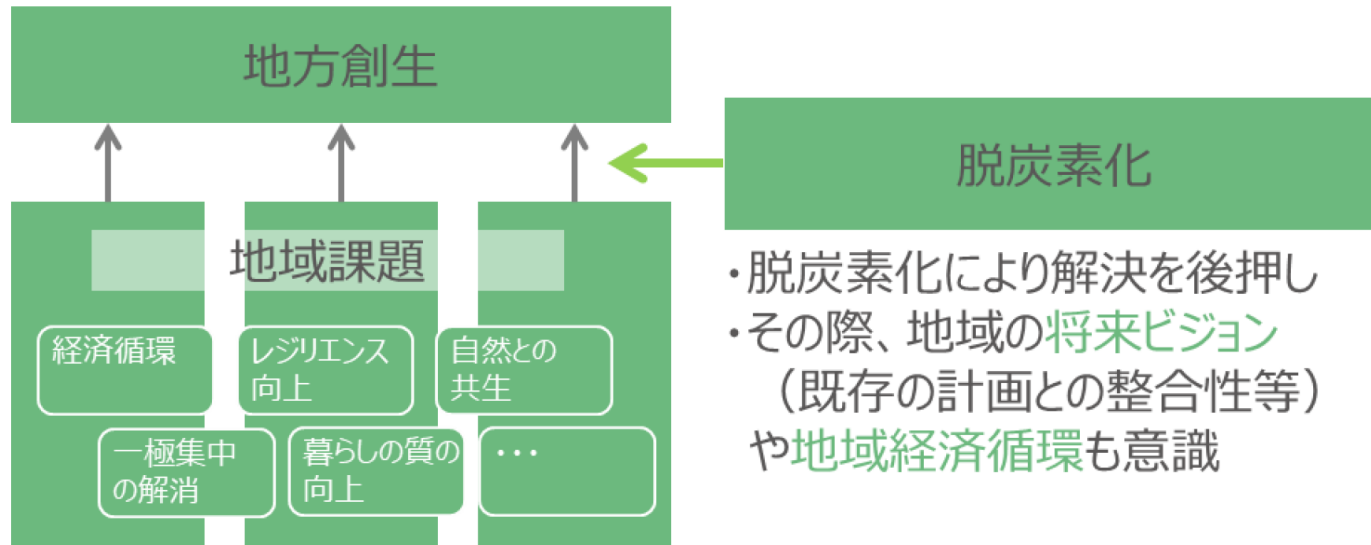 地方創生
脱炭素化
地域課題
経済循環
レジリエンス
向上
自然との
共生
一極集中
の解消
暮らしの質の
向上
・・・
・脱炭素化により解決を後押し
・その際、地域の将来ビジョン
（既存の計画との整合性等）
や地域経済循環も意識